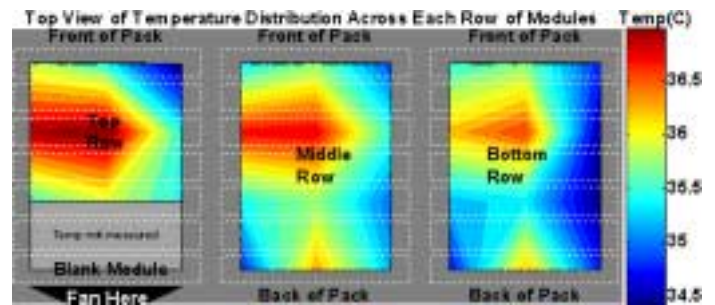 Top View of Temperature Distribution Across Each Row of Modules
Temp(C)
Front of Pack
Front of Pack
Front of Pack
Top
Row
Middle
Row
Bottom
Row
Temp not measured
Blank Module
Fan Here
Back of Pack
Back of Pack
36.5
36
35.5
35
34.5